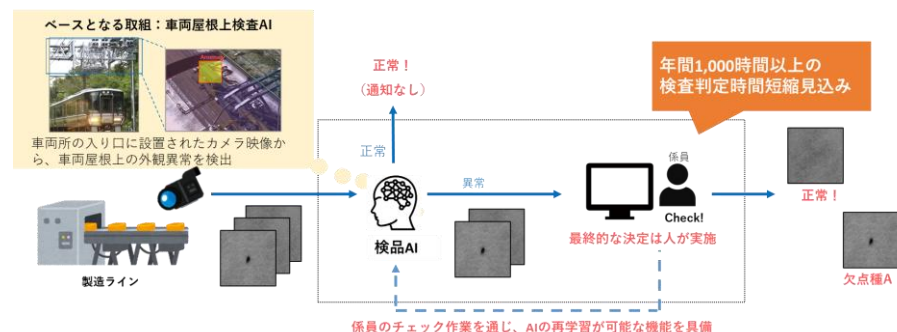 ベースとなる取組：車両屋根上検査AI
車両所の入り口に設置されたカメラ映像か
ら、車両屋根上の外観異常を検出
正常！
（通知なし）
年間1,000時間以上の
検査判定時間短縮見込み
正常
異常
係員
Check!
検品AI
最終的な決定は人が実施
正常！
製造ライン
欠点種A
係員のチェック作業を通じ、AIの再学習が可能な機能を具備